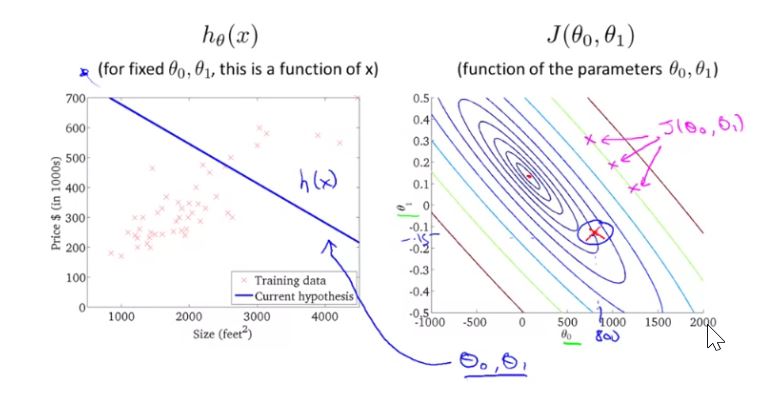 hθ(x)
(for fixed θ0, θ1, this is a function of x)
J(θ0, θ1)
(function of the parameters θ0, θ1)
700
600
500
400
300
200
100
0
Price $ (in 1000s)
h(x)
Training data
Current hypothesis
1000
2000
3000
4000
Size (feet²)
θ0, θ1
0.5
0.4
0.3
0.2
0.1
0
-0.1
-0.2
-0.3
-0.4
-0.5
θ1
-.15
J(θ0, θ1)
-1000
-500
0
500
1000
1500
2000
θ0
800